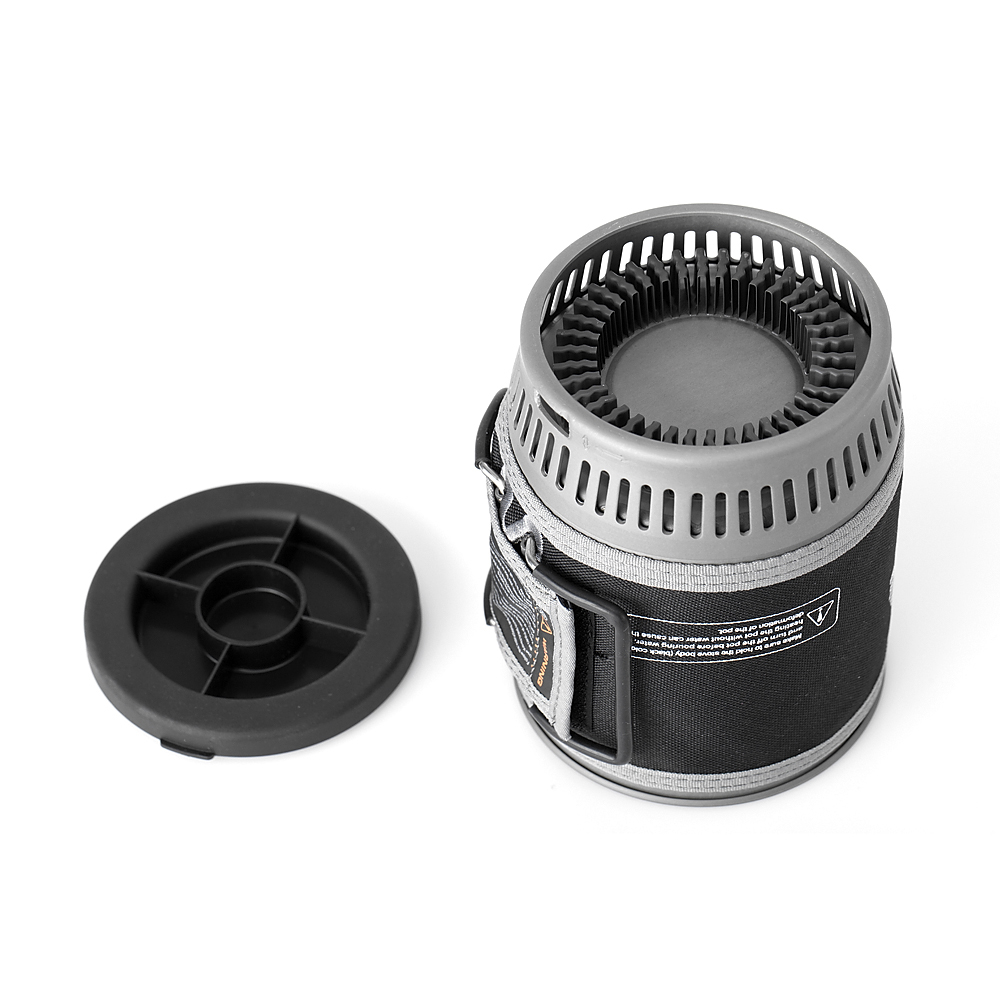 Make sure to hold the stove body (black colo
and turn off the pot before pouring water,
heating the pot without water can cause th
deformation of the pot.
WARNING